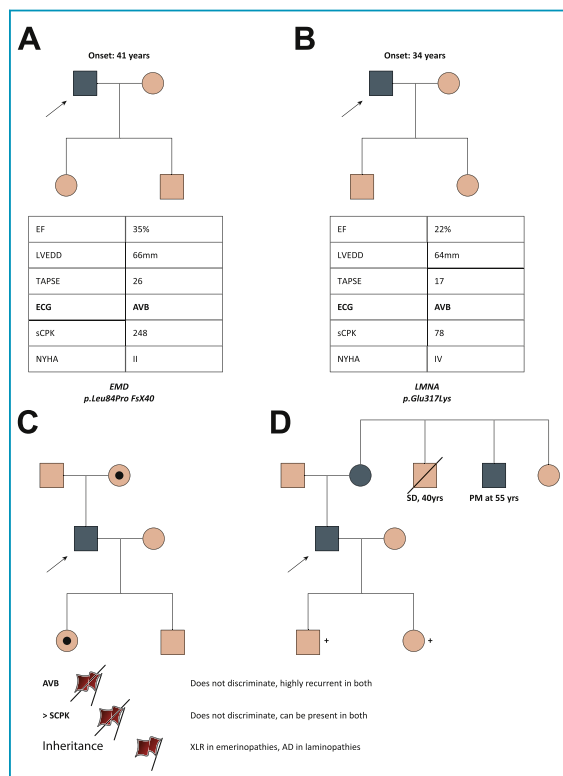 A
Onset: 41 years
B
Onset: 34 years
EF 35%
LVEDD 66mm
TAPSE 26
ECG AVB
sCPK 248
NYHA II
EMD
p.Leu84Pro FsX40
EF 22%
LVEDD 64mm
TAPSE 17
ECG AVB
sCPK 78
NYHA IV
LMNA
p.Glu317Lys
C
D
SD, 40yrs PM at 55 yrs
+ +
AVB Does not discriminate, highly recurrent in both
> SCPK Does not discriminate, can be present in both
Inheritance XLR in emerinopathies, AD in laminopathies